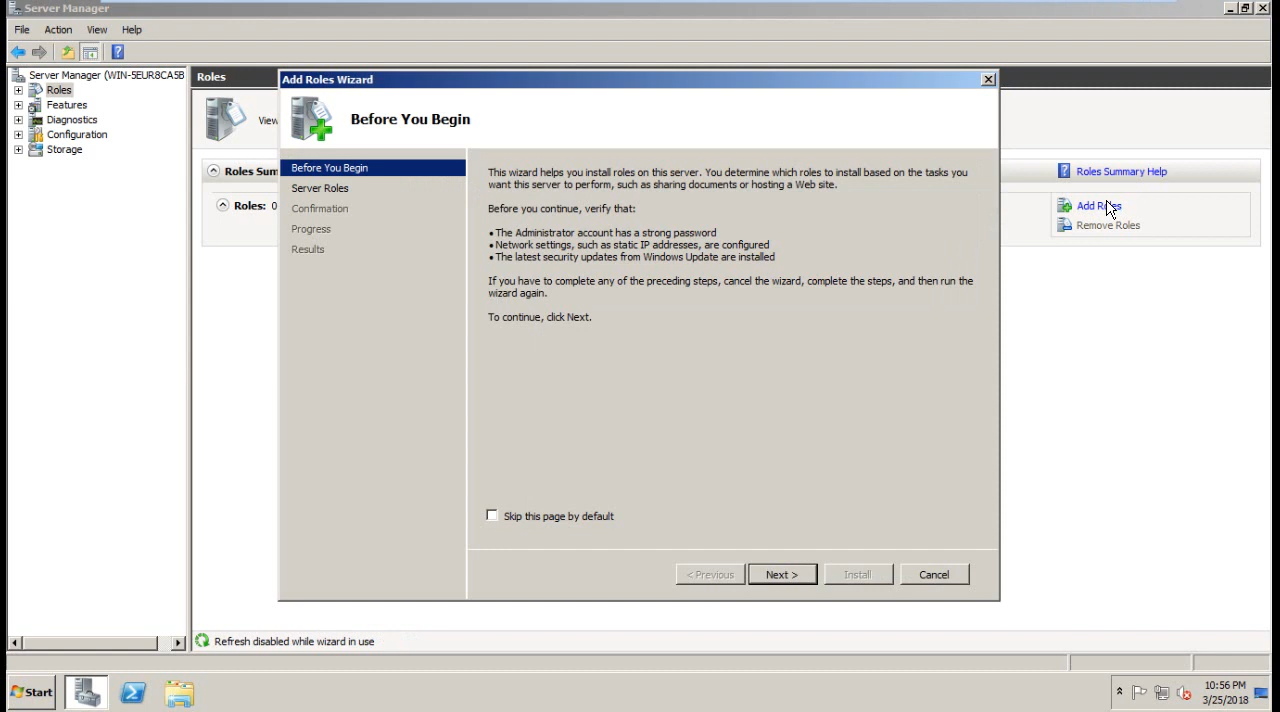 Server Manager
File Action View Help
Server Manager (WIN-5EUR8CA5B
Roles
Features
Diagnostics
Configuration
Storage
Roles
View
Roles Sum
Roles: 0
Roles Summary Help
Add Roles
Remove Roles
Add Roles Wizard
Before You Begin
Before You Begin
Server Roles
Confirmation
Progress
Results
This wizard helps you install roles on this server. You determine which roles to install based on the tasks you
want this server to perform, such as sharing documents or hosting a Web site.
Before you continue, verify that:
• The Administrator account has a strong password
• Network settings, such as static IP addresses, are configured
• The latest security updates from Windows Update are installed
If you have to complete any of the preceding steps, cancel the wizard, complete the steps, and then run the
wizard again.
To continue, click Next.
Skip this page by default
< Previous Next > Install Cancel
Refresh disabled while wizard in use
Start
10:56 PM
3/25/2018